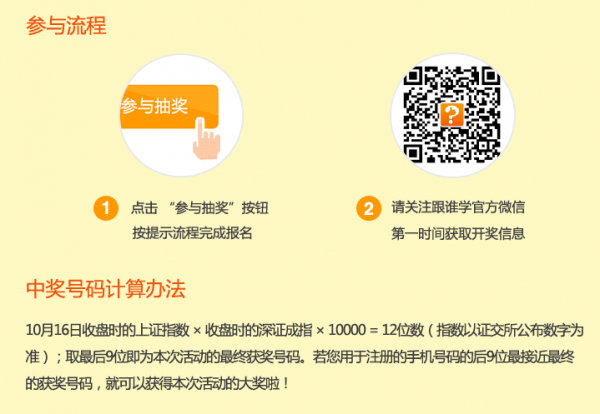 参与流程
参与抽奖
1 点击 “参与抽奖”按钮
按提示流程完成报名
2 请关注跟谁学官方微信
第一时间获取开奖信息
中奖号码计算办法
10月16日收盘时的上证指数 × 收盘时的深证成指 × 10000 = 12位数（指数以证交所公布数字为
准）；取最后9位即为本次活动的最终获奖号码。若您用于注册的手机号码的后9位最接近最终
的获奖号码，就可以获得本次活动的大奖啦！